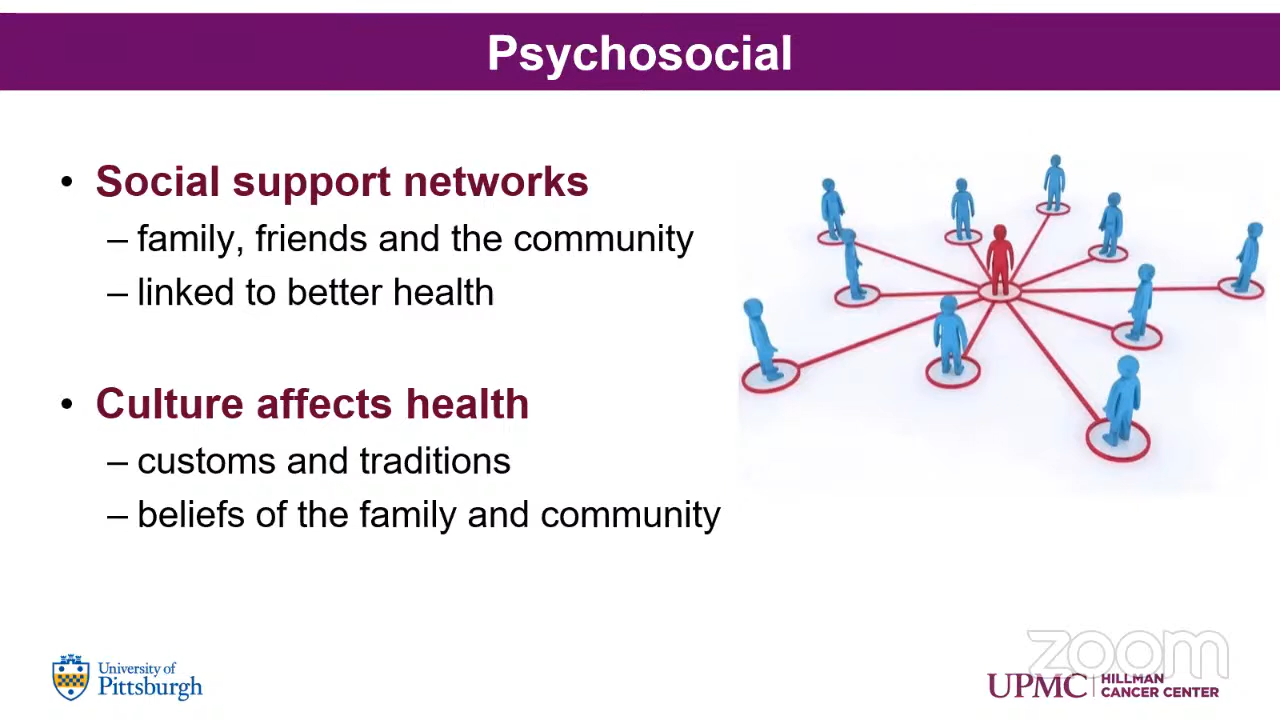 Psychosocial
• Social support networks
– family, friends and the community
– linked to better health
• Culture affects health
– customs and traditions
– beliefs of the family and community
University of
Pittsburgh
zoom
UPMC | HILLMAN
CANCER CENTER